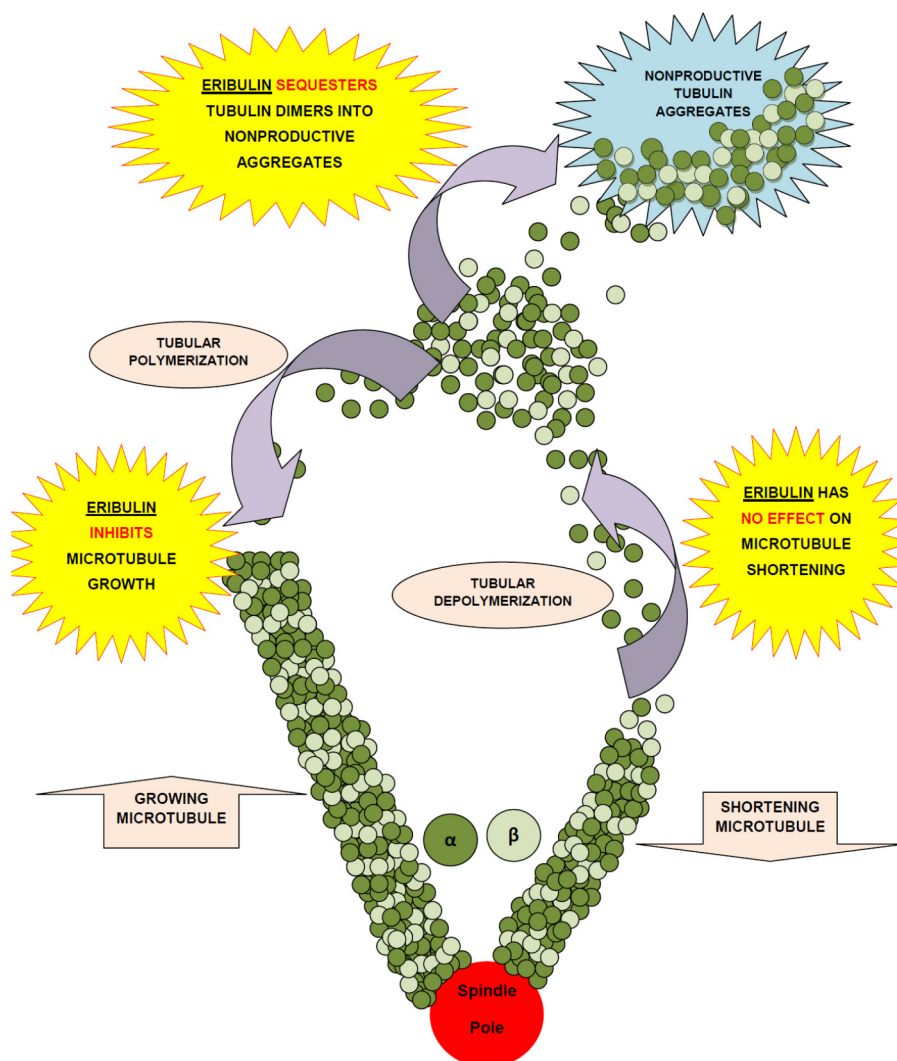 ERIBULIN SEQUESTERS
TUBULIN DIMERS INTO
NONPRODUCTIVE
AGGREGATES
NONPRODUCTIVE
TUBULIN
AGGREGATES
TUBULAR
POLYMERIZATION
ERIBULIN
INHIBITS
MICROTUBULE
GROWTH
ERIBULIN HAS
NO EFFECT ON
MICROTUBULE
SHORTENING
TUBULAR
DEPOLYMERIZATION
GROWING
MICROTUBULE
α
β
SHORTENING
MICROTUBULE
Spindle
Pole